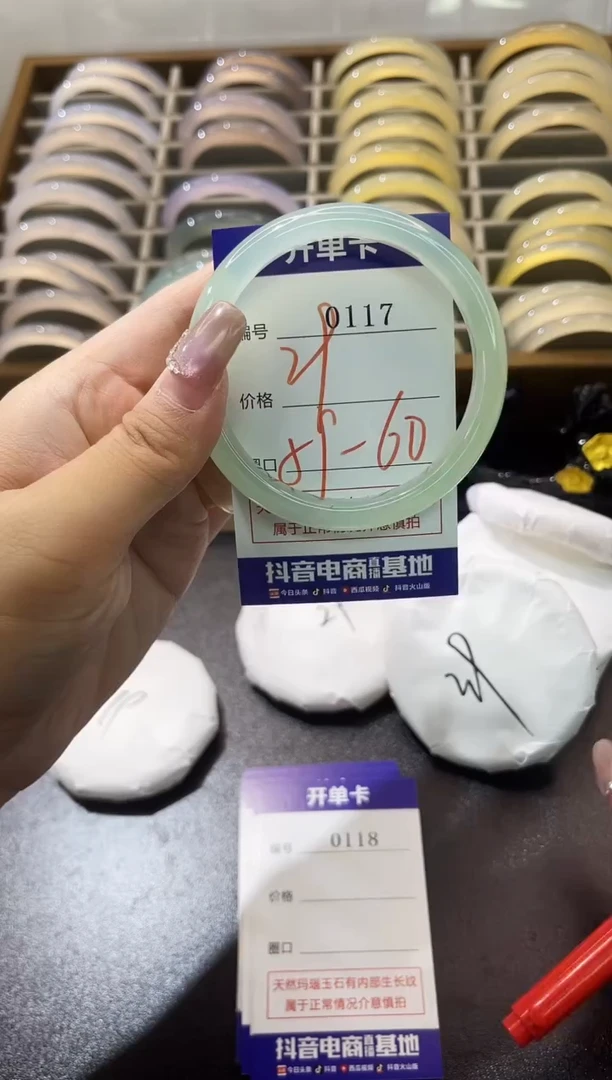 开单卡
编号 0117
价格
圈口
-60
属于正常情况介意慎拍
抖音电商直播基地
今日头条 抖音 西瓜视频 抖音火山版
开单卡
编号 0118
价格
圈口
天然玛瑙玉石有内部生长纹
属于正常情况介意慎拍
抖音电商直播基地
今日头条 抖音 西瓜视频 抖音火山版